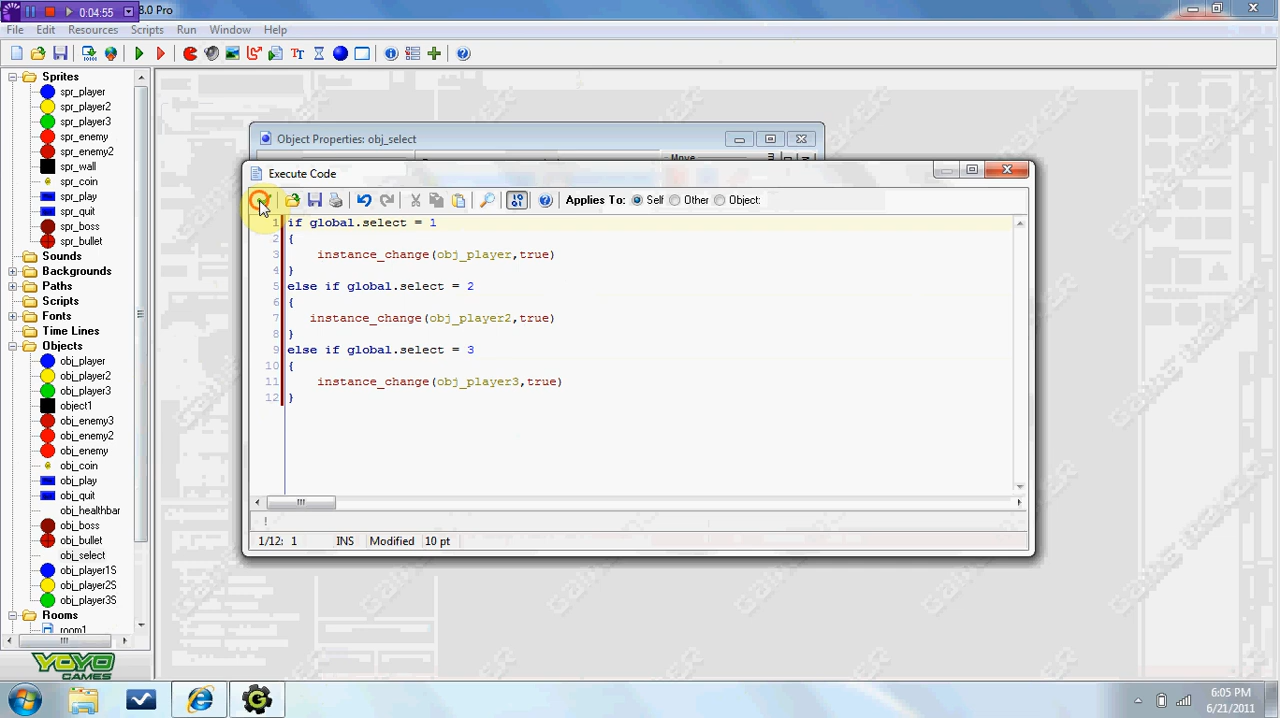 0:04:55
8.0 Pro
File Edit Resources Scripts Run Window Help
Sprites
spr_player
spr_player2
spr_player3
spr_enemy
spr_enemy2
spr_wall
spr_coin
spr_play
spr_quit
spr_boss
spr_bullet
Sounds
Backgrounds
Paths
Scripts
Fonts
Time Lines
Objects
obj_player
obj_player2
obj_player3
object1
obj_enemy3
obj_enemy2
obj_enemy
obj_coin
obj_play
obj_quit
obj_healthbar
obj_boss
obj_bullet
obj_select
obj_player1S
obj_player2S
obj_player3S
Rooms
room1
YOYO
GAMES
Object Properties: obj_select
Move
Execute Code
Applies To: Self Other Object:
1 if global.select = 1
2 {
3 instance_change(obj_player,true)
4 }
5 else if global.select = 2
6 {
7 instance_change(obj_player2,true)
8 }
9 else if global.select = 3
10 {
11 instance_change(obj_player3,true)
12 }
1/12: 1 INS Modified 10 pt
6:05 PM
6/21/2011